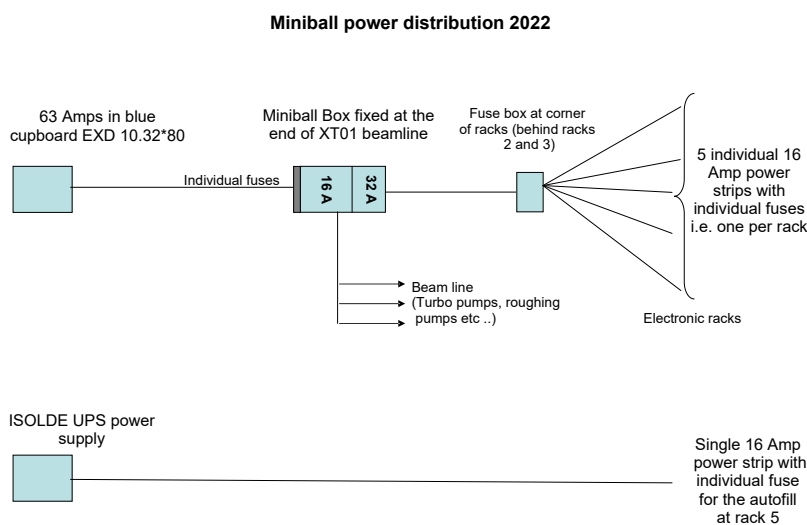 Miniball power distribution 2022
63 Amps in blue
cupboard EXD 10.32*80
Miniball Box fixed at the
end of XT01 beamline
Fuse box at corner
of racks (behind racks
2 and 3)
Individual fuses
16 A
32 A
5 individual 16
Amp power
strips with
individual fuses
i.e. one per rack
Beam line
(Turbo pumps, roughing
pumps etc ..)
Electronic racks
ISOLDE UPS power
supply
Single 16 Amp
power strip with
individual fuse
for the autofill
at rack 5